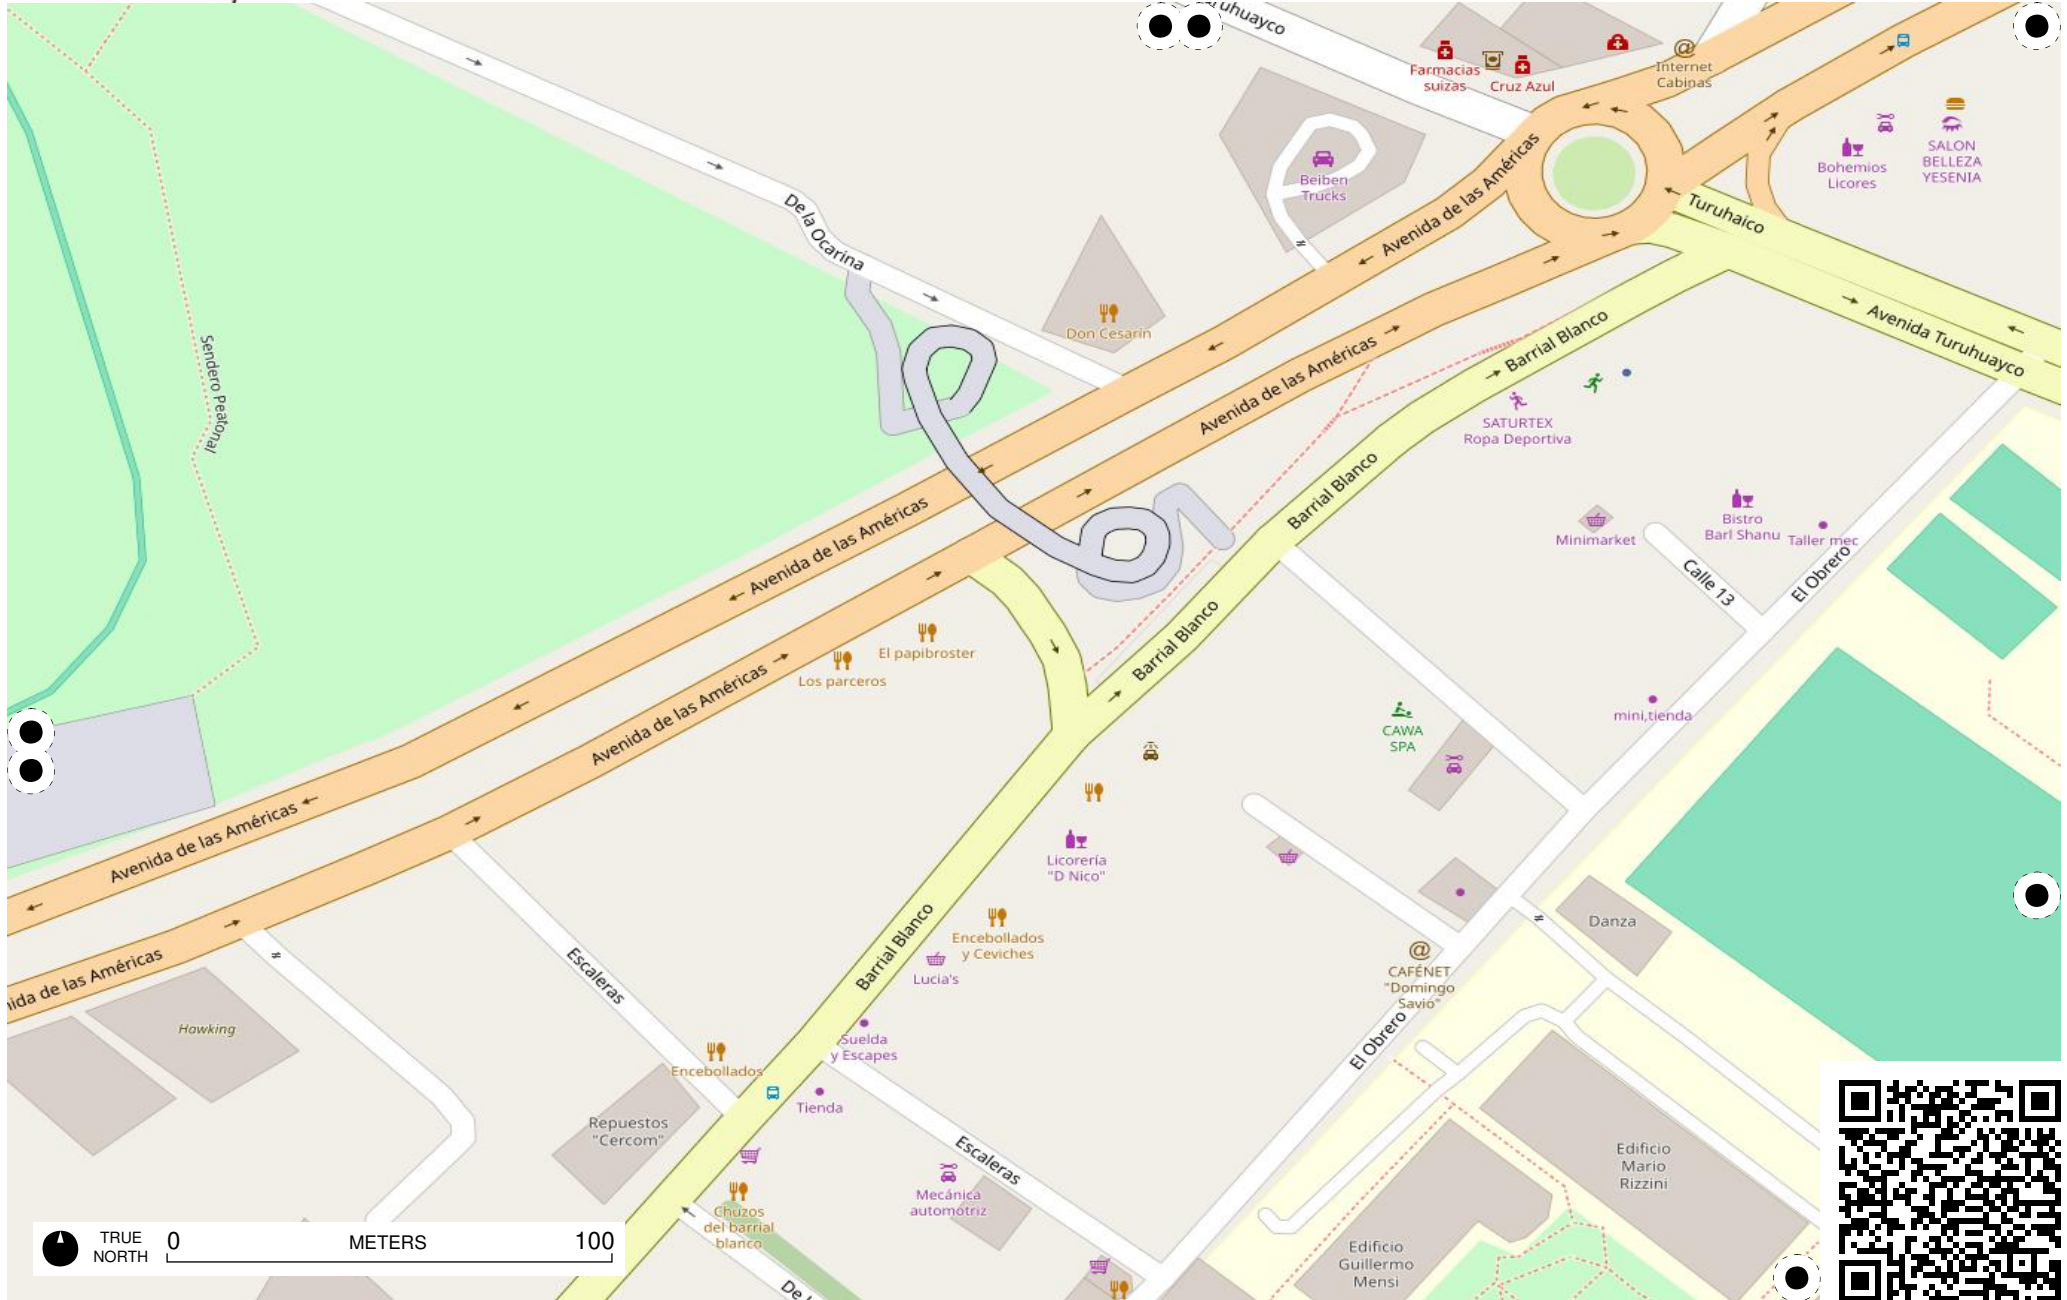 Turuhuayco
Farmacias
suizas
Cruz Azul
Internet
Cabinas
Beiben
Trucks
Avenida de las Américas
Bohemios
Licores
SALON
BELLEZA
YESENIA
Turuhaico
De la Ocarina
Don Cesarín
Avenida Turuhuayco
Sendero Peatonal
Avenida de las Américas
Barrial Blanco
SATURTEX
Ropa Deportiva
Barrial Blanco
Avenida de las Américas
Minimarket
Bistro
Barl Shanu
Taller mec
Calle 13
El Obrero
El papibroster
Los parceros
Barrial Blanco
Avenida de las Américas
mini,tienda
CAWA
SPA
Avenida de las Américas
Licorería
"D Nico"
Encebollados
y Ceviches
Barrial Blanco
Lucia's
Danza
CAFÉNET
"Domingo
Savio"
nida de las Américas
Escaleras
Hawking
Suelda
y Escapes
Encebollados
El Obrero
Tienda
Repuestos
"Cercom"
Escaleras
Mecánica
automotriz
Edificio
Mario
Rizzini
Chuzos
del barrial
blanco
Edificio
Guillermo
Mensi
De l
TRUE
NORTH
0 METERS 100